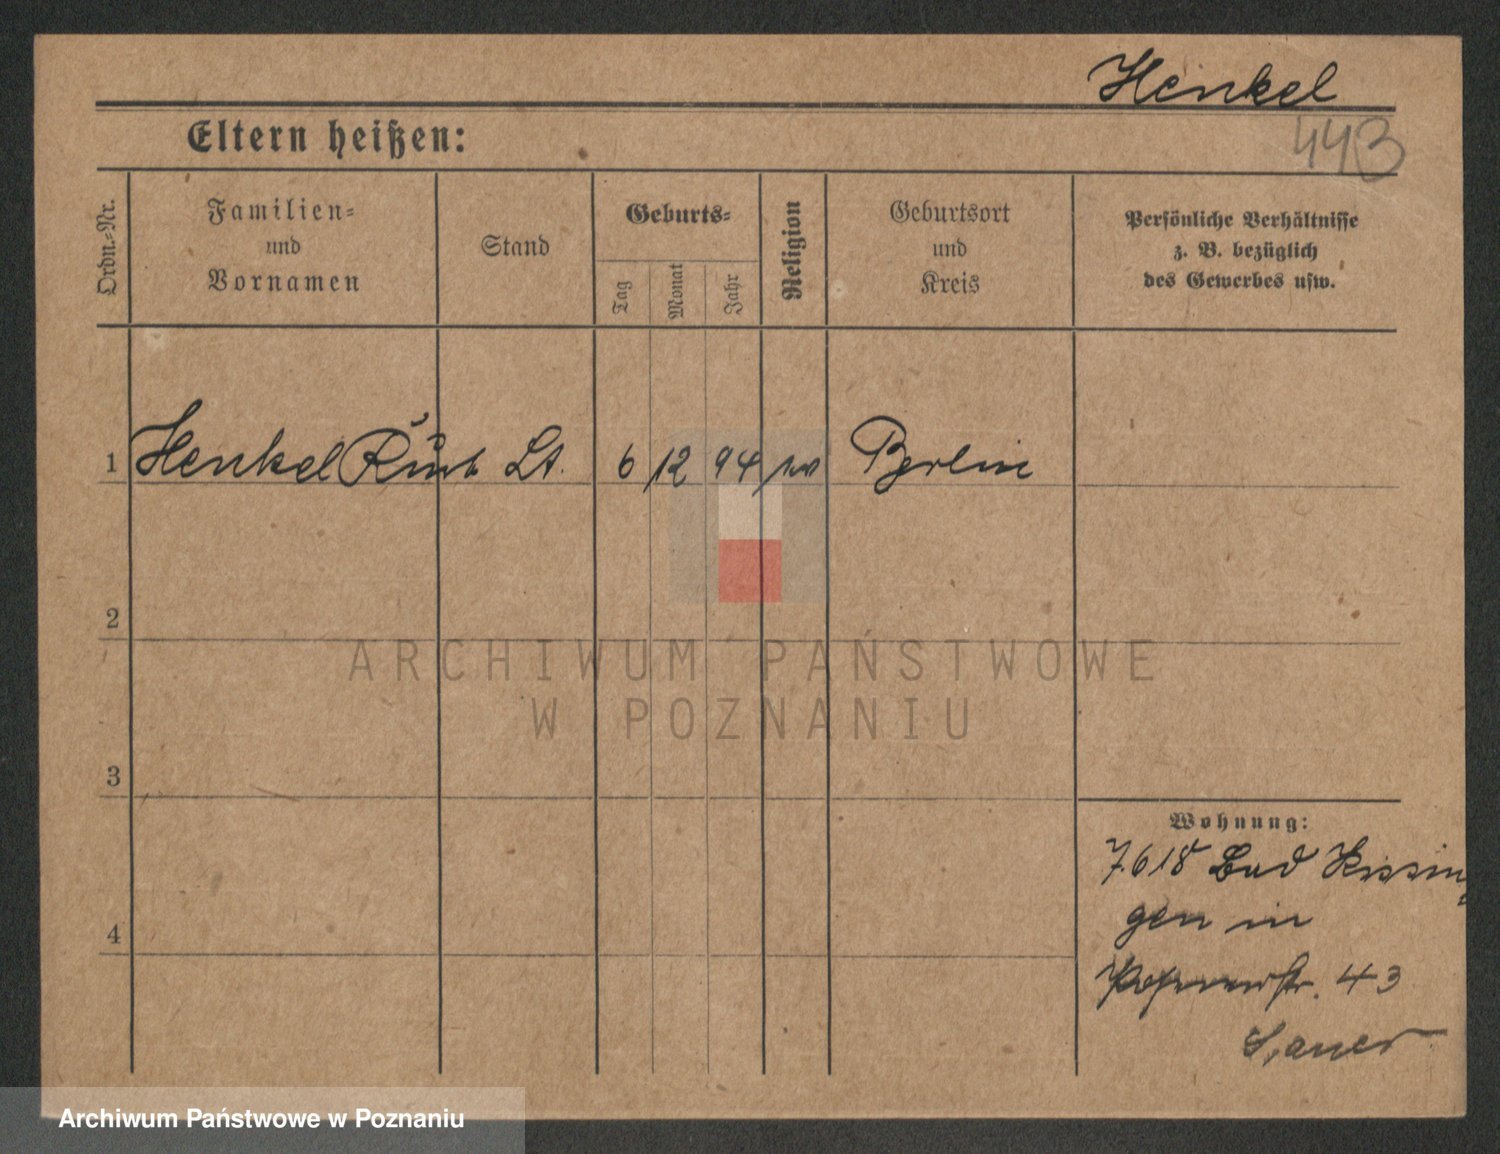 Henkel
443
Eltern heißen:
Ordn.-Nr.
Familien-
und
Vornamen
Stand
Geburts-
Tag
Monat
Jahr
Religion
Geburtsort
und
Kreis
Persönliche Verhältnisse
z. B. bezüglich
des Gewerbes usw.
1 Henkel Lt. 6 12 94 Berlin
2
ARCHIWUM PAŃSTWOWE
W POZNANIU
3
4
Wohnung:
7.6 18 Bad Kissin-
gen in
43
Archiwum Państwowe w Poznaniu